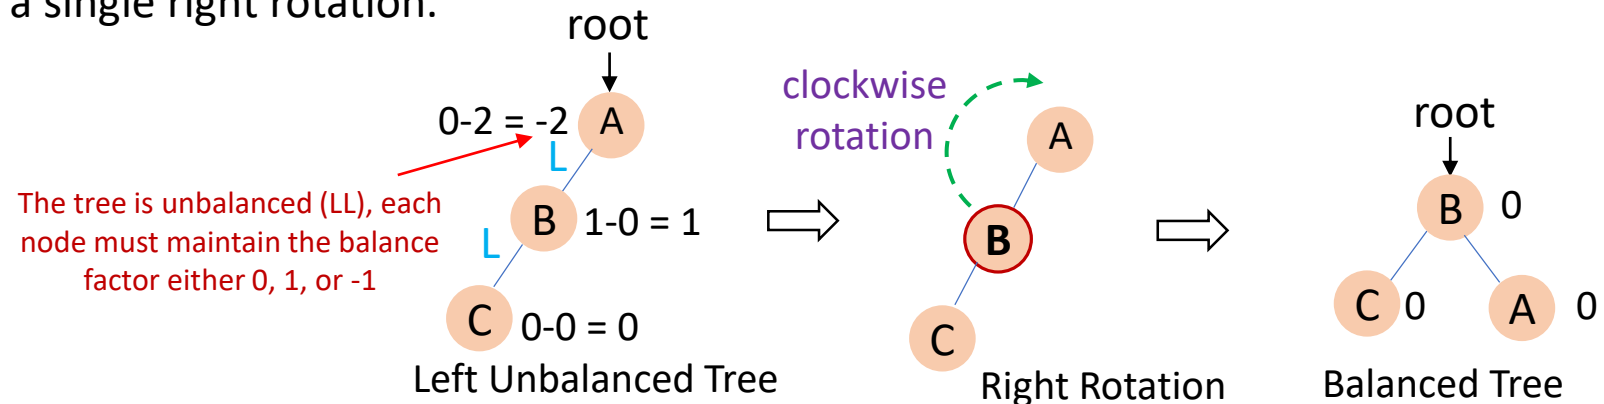 a single right rotation.
root
0-2 = -2
A
L
The tree is unbalanced (LL), each
node must maintain the balance
factor either 0, 1, or -1
B
1-0 = 1
L
C
0-0 = 0
Left Unbalanced Tree
clockwise
rotation
A
B
C
Right Rotation
root
B
0
C
0
A
0
Balanced Tree